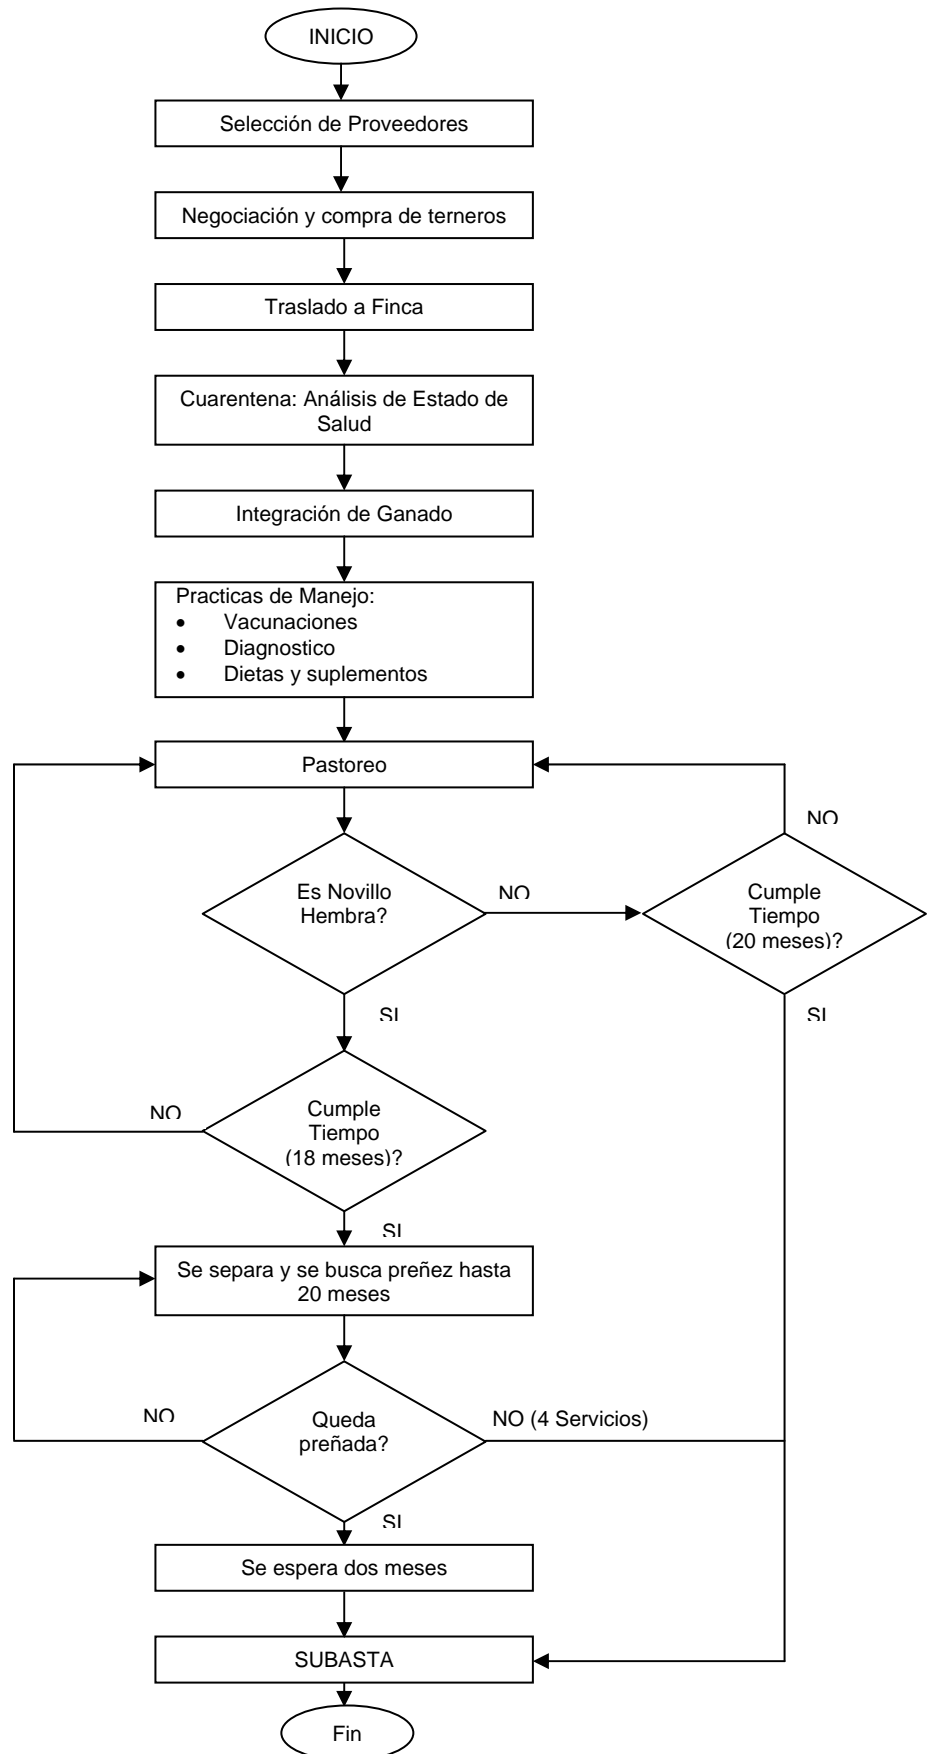 INICIO
Selección de Proveedores
Negociación y compra de terneros
Traslado a Finca
Cuarentena: Análisis de Estado de
Salud
Integración de Ganado
Practicas de Manejo:
• Vacunaciones
• Diagnostico
• Dietas y suplementos
Pastoreo
NO
Es Novillo
Hembra?
NO
Cumple
Tiempo
(20 meses)?
SI
SI
NO
Cumple
Tiempo
(18 meses)?
SI
Se separa y se busca preñez hasta
20 meses
NO
Queda
preñada?
NO (4 Servicios)
SI
Se espera dos meses
SUBASTA
Fin